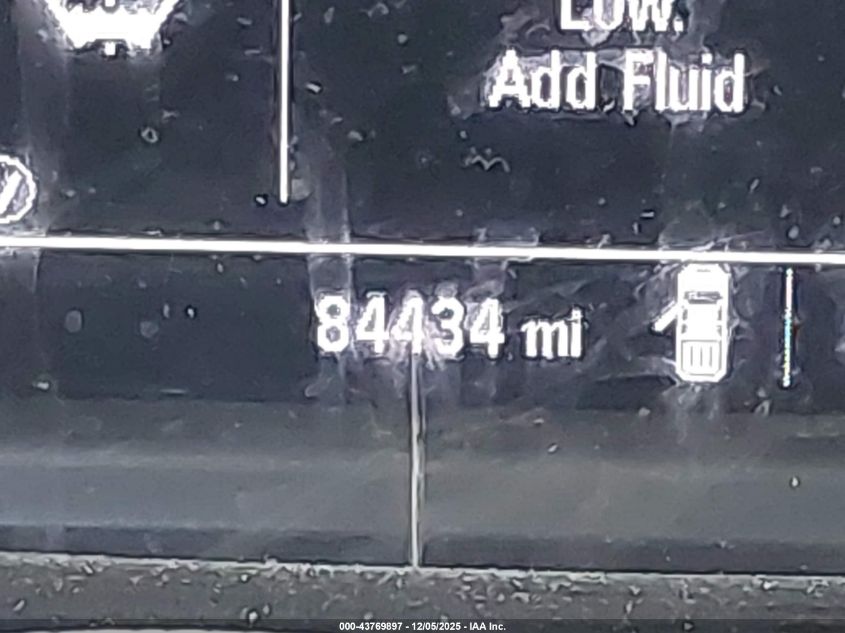 Low.
Add Fluid
84434 mi
000-43769897 - 12/05/2025 - IAA Inc.